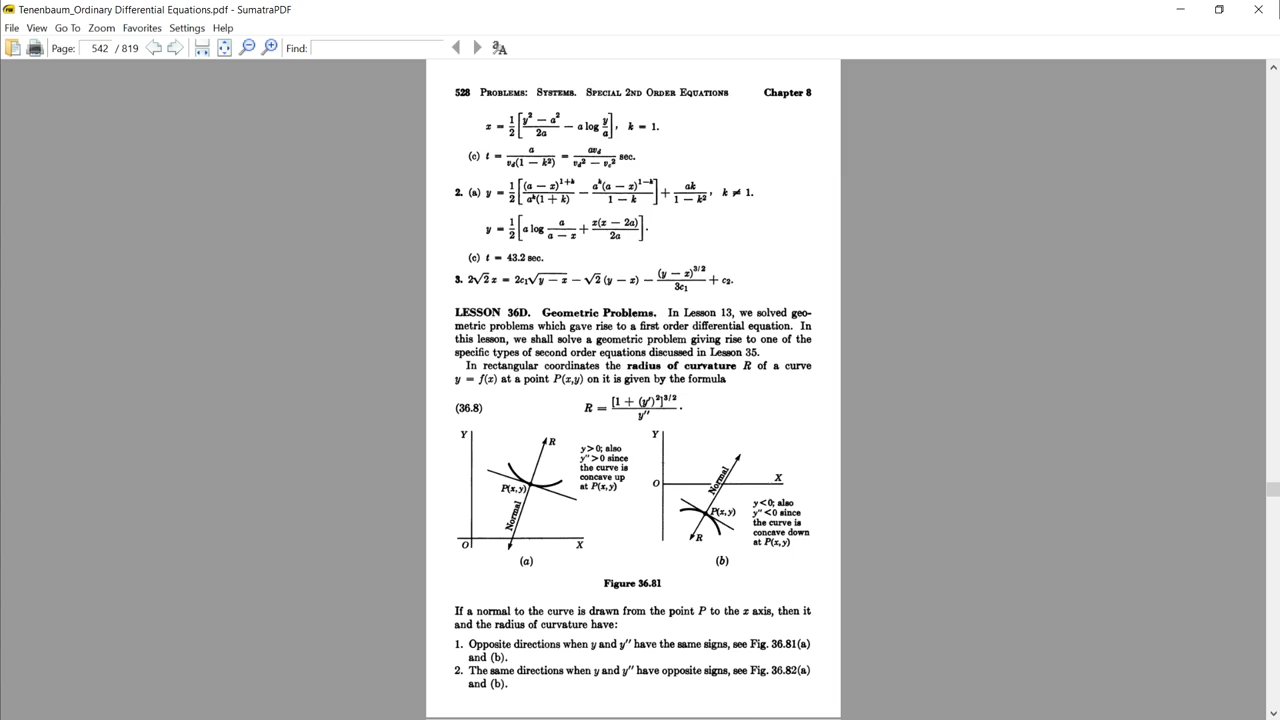 Tenenbaum_Ordinary Differential Equations.pdf - SumatraPDF
File View Go To Zoom Favorites Settings Help
Page: 542 / 819 Find:
528 PROBLEMS: SYSTEMS. SPECIAL 2ND ORDER EQUATIONS Chapter 8
x = 1/2 [ (y² − a²)/2a − a log y/a ], k = 1.
(c) t = a/(v_d(1 − k²)) = av_d/(v_d² − v_c²) sec.
2. (a) y = 1/2 [ (a − x)^(1+k)/(a^k(1 + k)) − a^k(a − x)^(1−k)/(1 − k) ] + ak/(1 − k²), k ≠ 1.
y = 1/2 [ a log a/(a − x) + x(x − 2a)/2a ].
(c) t = 43.2 sec.
3. 2√2 x = 2c₁√(y − x) − √2 (y − x) − (y − x)^(3/2)/3c₁ + c₂.
LESSON 36D. Geometric Problems. In Lesson 13, we solved geo-
metric problems which gave rise to a first order differential equation. In
this lesson, we shall solve a geometric problem giving rise to one of the
specific types of second order equations discussed in Lesson 35.
In rectangular coordinates the radius of curvature R of a curve
y = f(x) at a point P(x,y) on it is given by the formula
(36.8) R = [1 + (y′)²]^(3/2)/y″.
Y
R
y>0; also
y″>0 since
the curve is
concave up
at P(x,y)
P(x,y)
Normal
O
X
(a)
Y
O
X
Normal
P(x,y)
R
y<0; also
y″<0 since
the curve is
concave down
at P(x,y)
(b)
Figure 36.81
If a normal to the curve is drawn from the point P to the x axis, then it
and the radius of curvature have:
1. Opposite directions when y and y″ have the same signs, see Fig. 36.81(a)
and (b).
2. The same directions when y and y″ have opposite signs, see Fig. 36.82(a)
and (b).